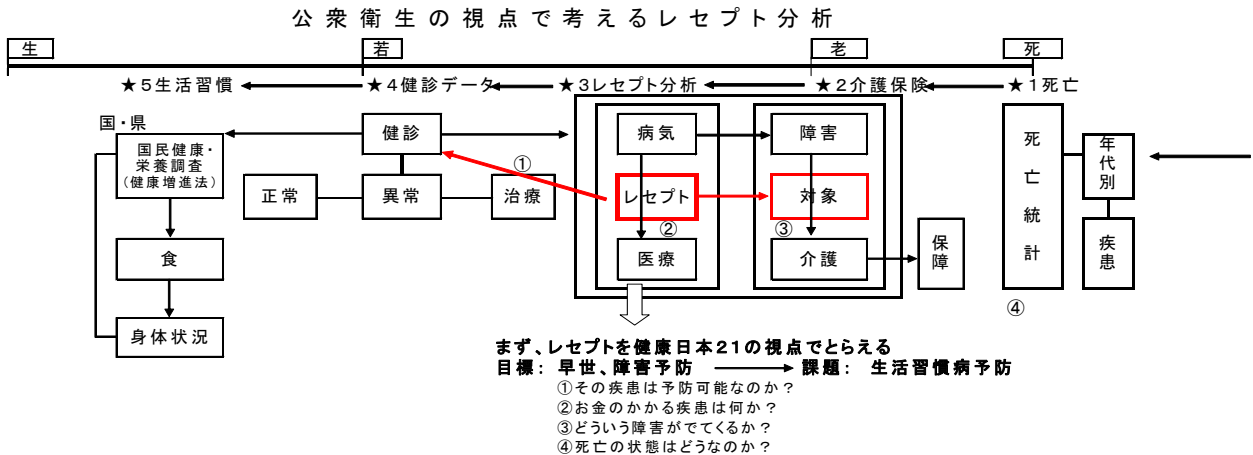 公衆衛生の視点で考えるレセプト分析
生
若
老
死
★5生活習慣
★4健診データ
★3レセプト分析
★2介護保険
★1死亡
国・県
国民健康・
栄養調査
(健康増進法)
食
身体状況
健診
正常
異常
治療
①
病気
レセプト
②
医療
障害
対象
③
介護
保障
死亡統計
④
年代別
疾患
まず、レセプトを健康日本21の視点でとらえる
目標： 早世、障害予防 課題： 生活習慣病予防
①その疾患は予防可能なのか？
②お金のかかる疾患は何か？
③どういう障害がでてくるか？
④死亡の状態はどうなのか？